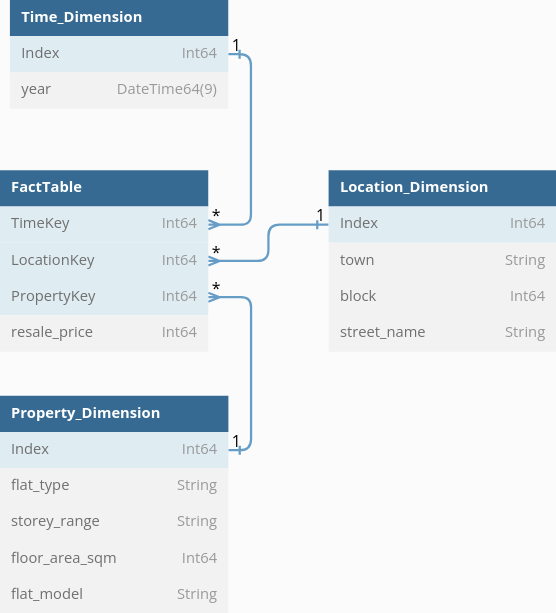 Time_Dimension
Index Int64
year DateTime64(9)
1
FactTable
TimeKey Int64
*
LocationKey Int64
*
PropertyKey Int64
*
resale_price Int64
Location_Dimension
1
Index Int64
town String
block Int64
street_name String
Property_Dimension
Index Int64
1
flat_type String
storey_range String
floor_area_sqm Int64
flat_model String